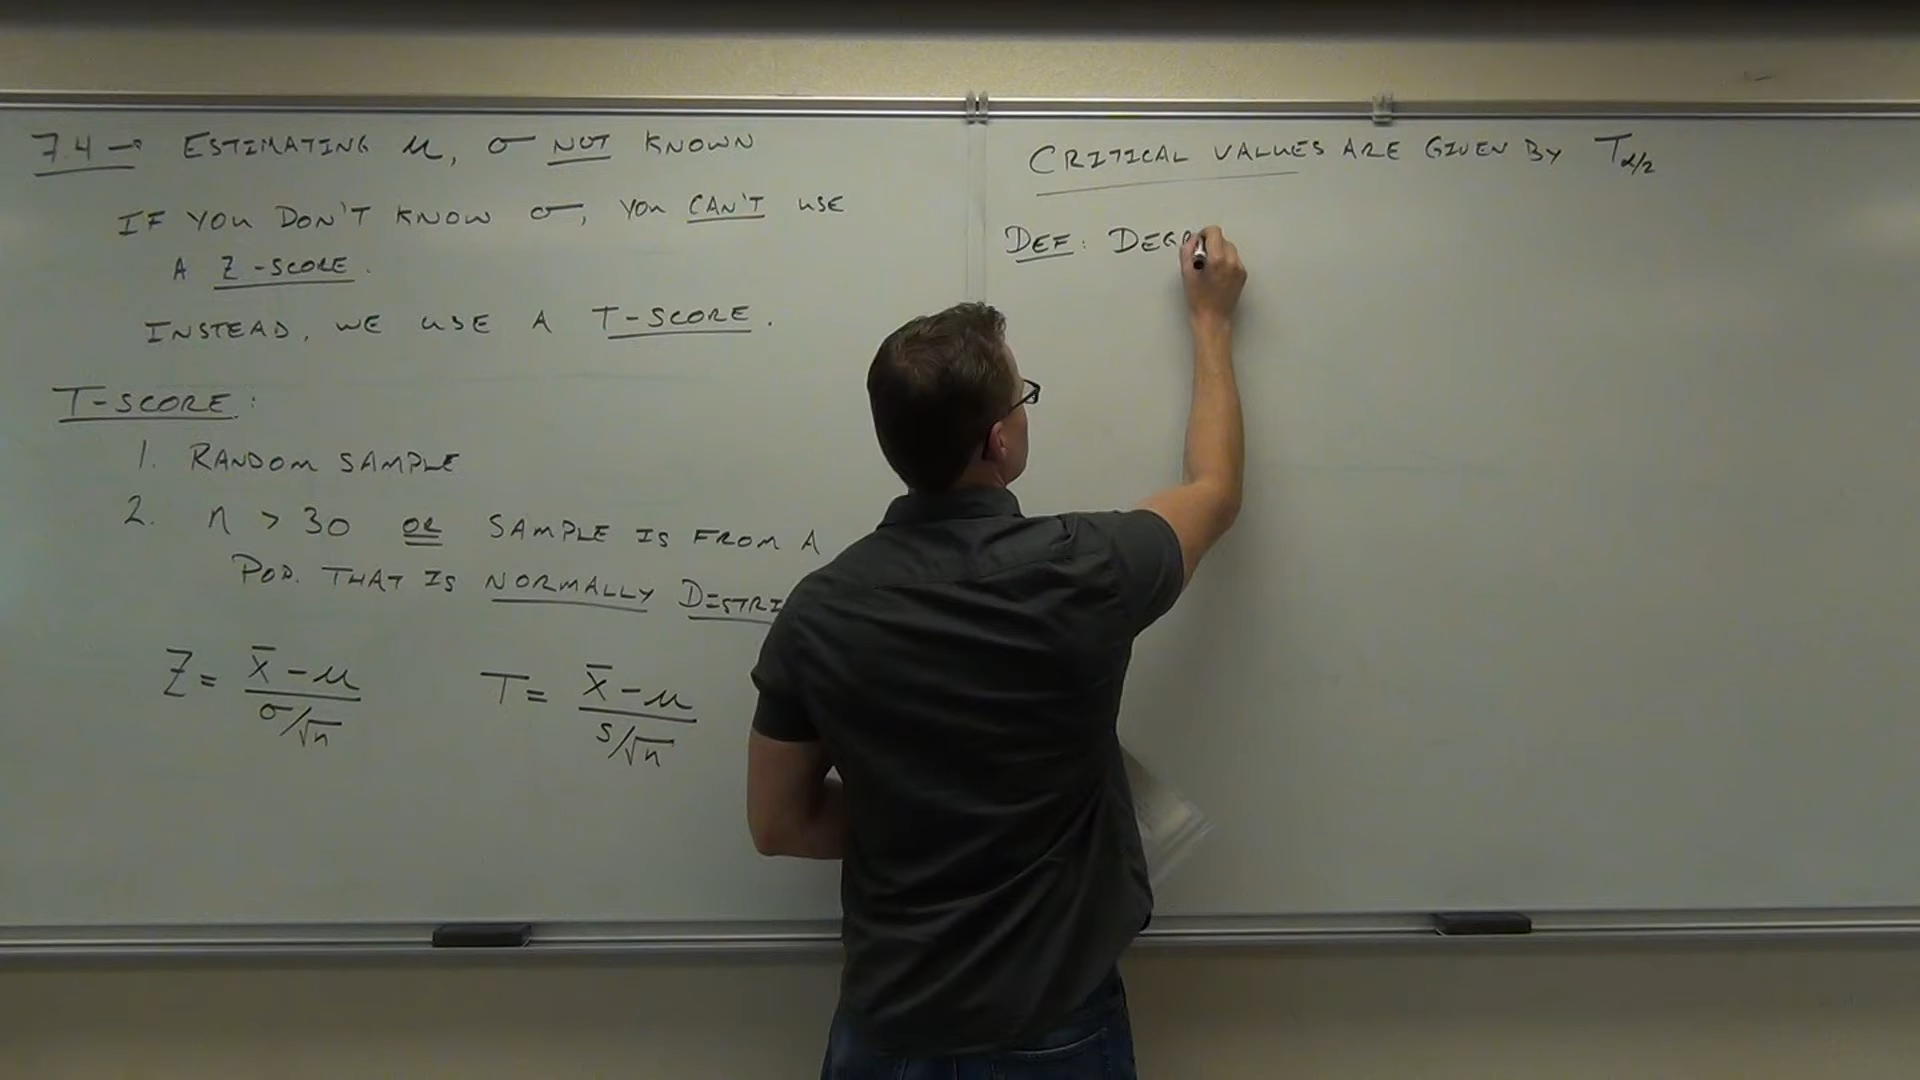 7.4 → ESTIMATING μ, σ NOT KNOWN
IF YOU DON'T KNOW σ, YOU CAN'T USE
A Z-SCORE.
INSTEAD, WE USE A T-SCORE.
T-SCORE:
1. RANDOM SAMPLE
2. n > 30 OR SAMPLE IS FROM A
POP. THAT IS NORMALLY DISTRI
Z = (x̄ - μ) / (σ/√n) T = (x̄ - μ) / (s/√n)
CRITICAL VALUES ARE GIVEN BY T α/2
DEF: DEGR